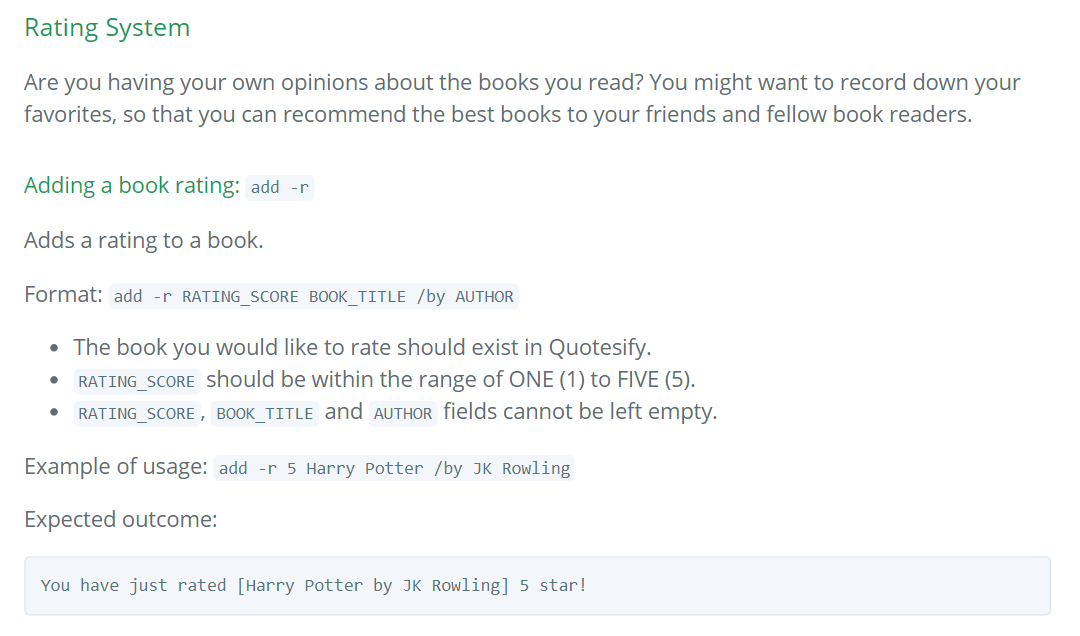 Rating System
Are you having your own opinions about the books you read? You might want to record down your
favorites, so that you can recommend the best books to your friends and fellow book readers.
Adding a book rating: add -r
Adds a rating to a book.
Format: add -r RATING_SCORE BOOK_TITLE /by AUTHOR
• The book you would like to rate should exist in Quotesify.
• RATING_SCORE should be within the range of ONE (1) to FIVE (5).
• RATING_SCORE, BOOK_TITLE and AUTHOR fields cannot be left empty.
Example of usage: add -r 5 Harry Potter /by JK Rowling
Expected outcome:
You have just rated [Harry Potter by JK Rowling] 5 star!